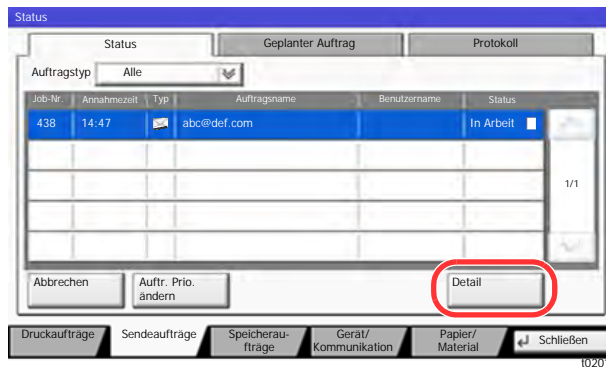 Status
Status Geplanter Auftrag Protokoll
Auftragstyp Alle
Job-Nr. Annahmezeit Typ Auftragsname Benutzername Status
438 14:47 abc@def.com In Arbeit
1/1
Abbrechen Auftr. Prio. Detail
ändern
Druckaufträge Sendeaufträge Speicherau- Gerät/ Papier/ Schließen
fträge Kommunikation Material